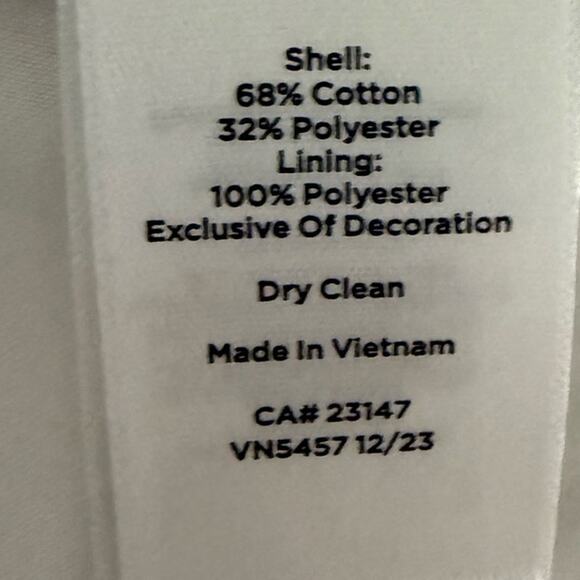 Shell:
68% Cotton
32% Polyester
Lining:
100% Polyester
Exclusive Of Decoration
Dry Clean
Made In Vietnam
CA# 23147
VN5457 12/23